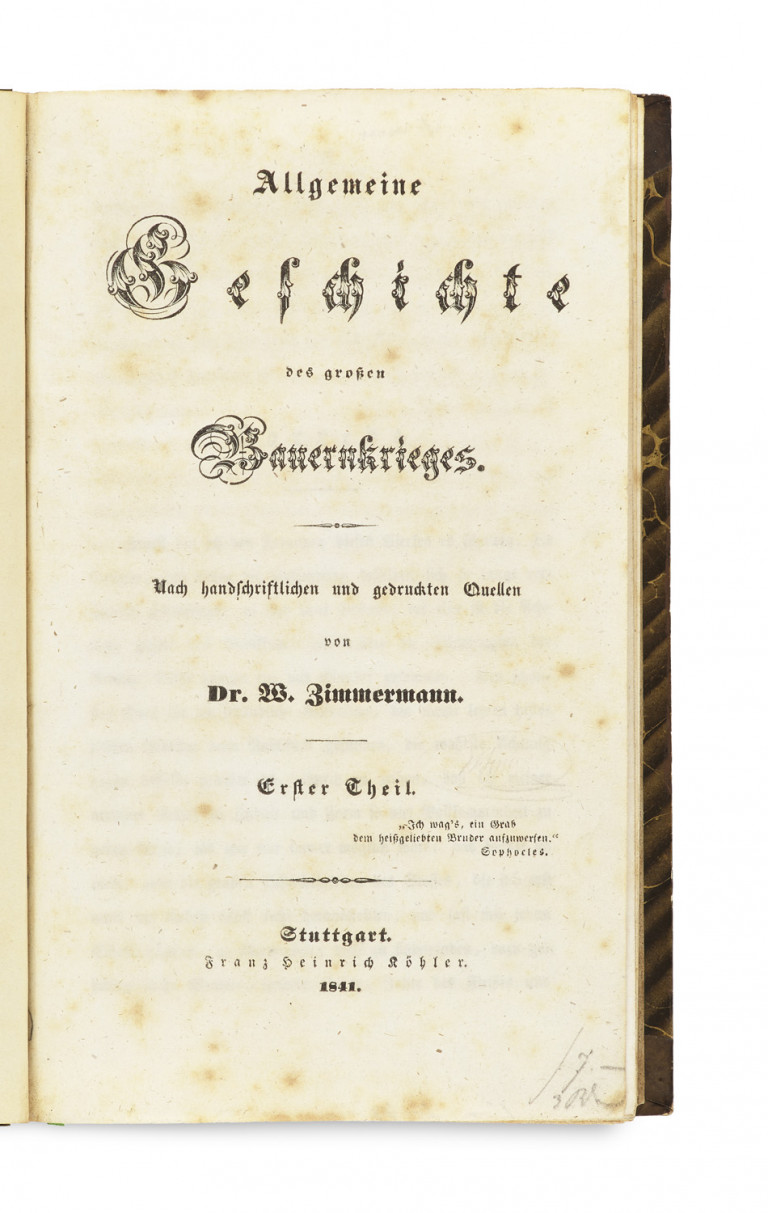 Allgemeine
Geschichte
des großen
Bauernkrieges.
Nach handschriftlichen und gedruckten Quellen
von
Dr. W. Zimmermann.
Erster Theil.
„Ich wag's, ein Grab
dem heißgeliebten Bruder aufzuwerfen.“
Sophocles.
Stuttgart.
Franz Heinrich Köhler.
1841.